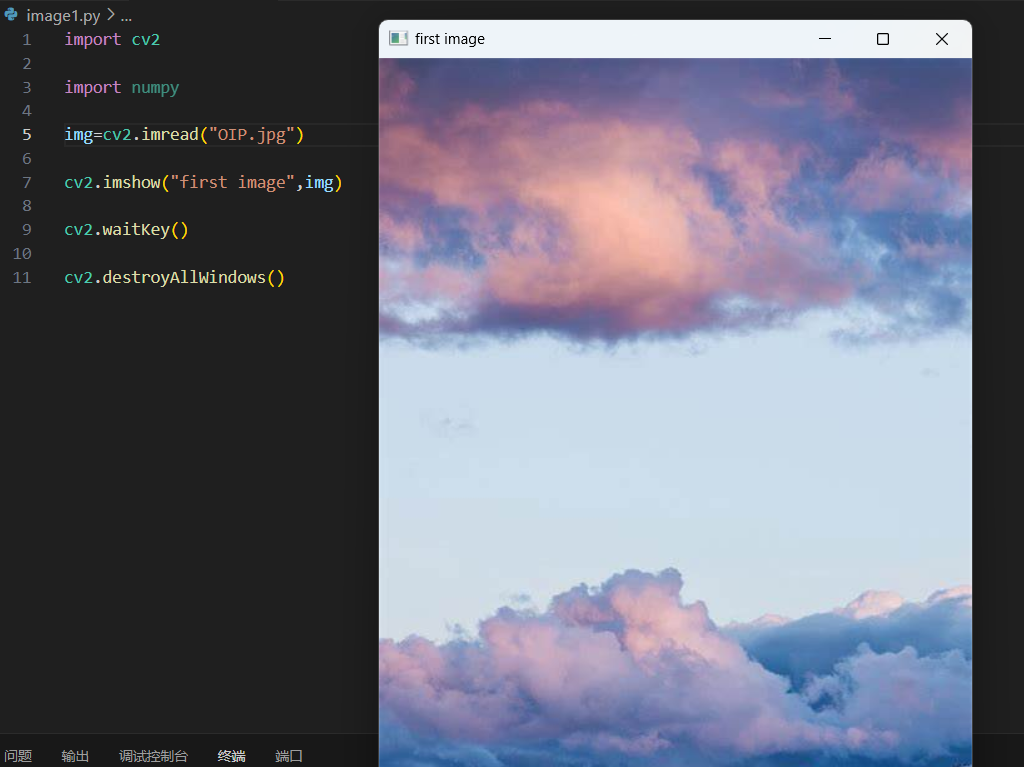 image1.py > ...
1 import cv2
2
3 import numpy
4
5 img=cv2.imread("OIP.jpg")
6
7 cv2.imshow("first image",img)
8
9 cv2.waitKey()
10
11 cv2.destroyAllWindows()
first image
问题 输出 调试控制台 终端 端口